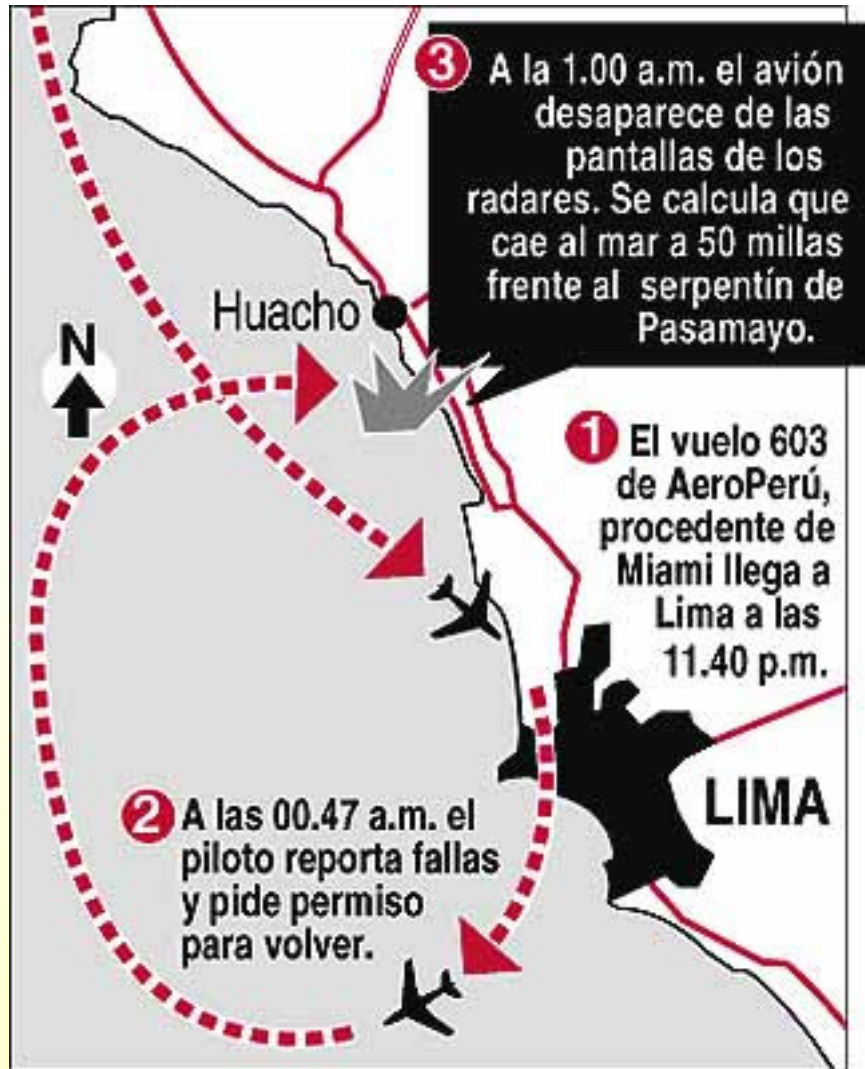 3 A la 1.00 a.m. el avión
desaparece de las
pantallas de los
radares. Se calcula que
cae al mar a 50 millas
frente al serpentín de
Pasamayo.
Huacho
N
1 El vuelo 603
de AeroPerú,
procedente de
Miami llega a
Lima a las
11.40 p.m.
LIMA
2 A las 00.47 a.m. el
piloto reporta fallas
y pide permiso
para volver.